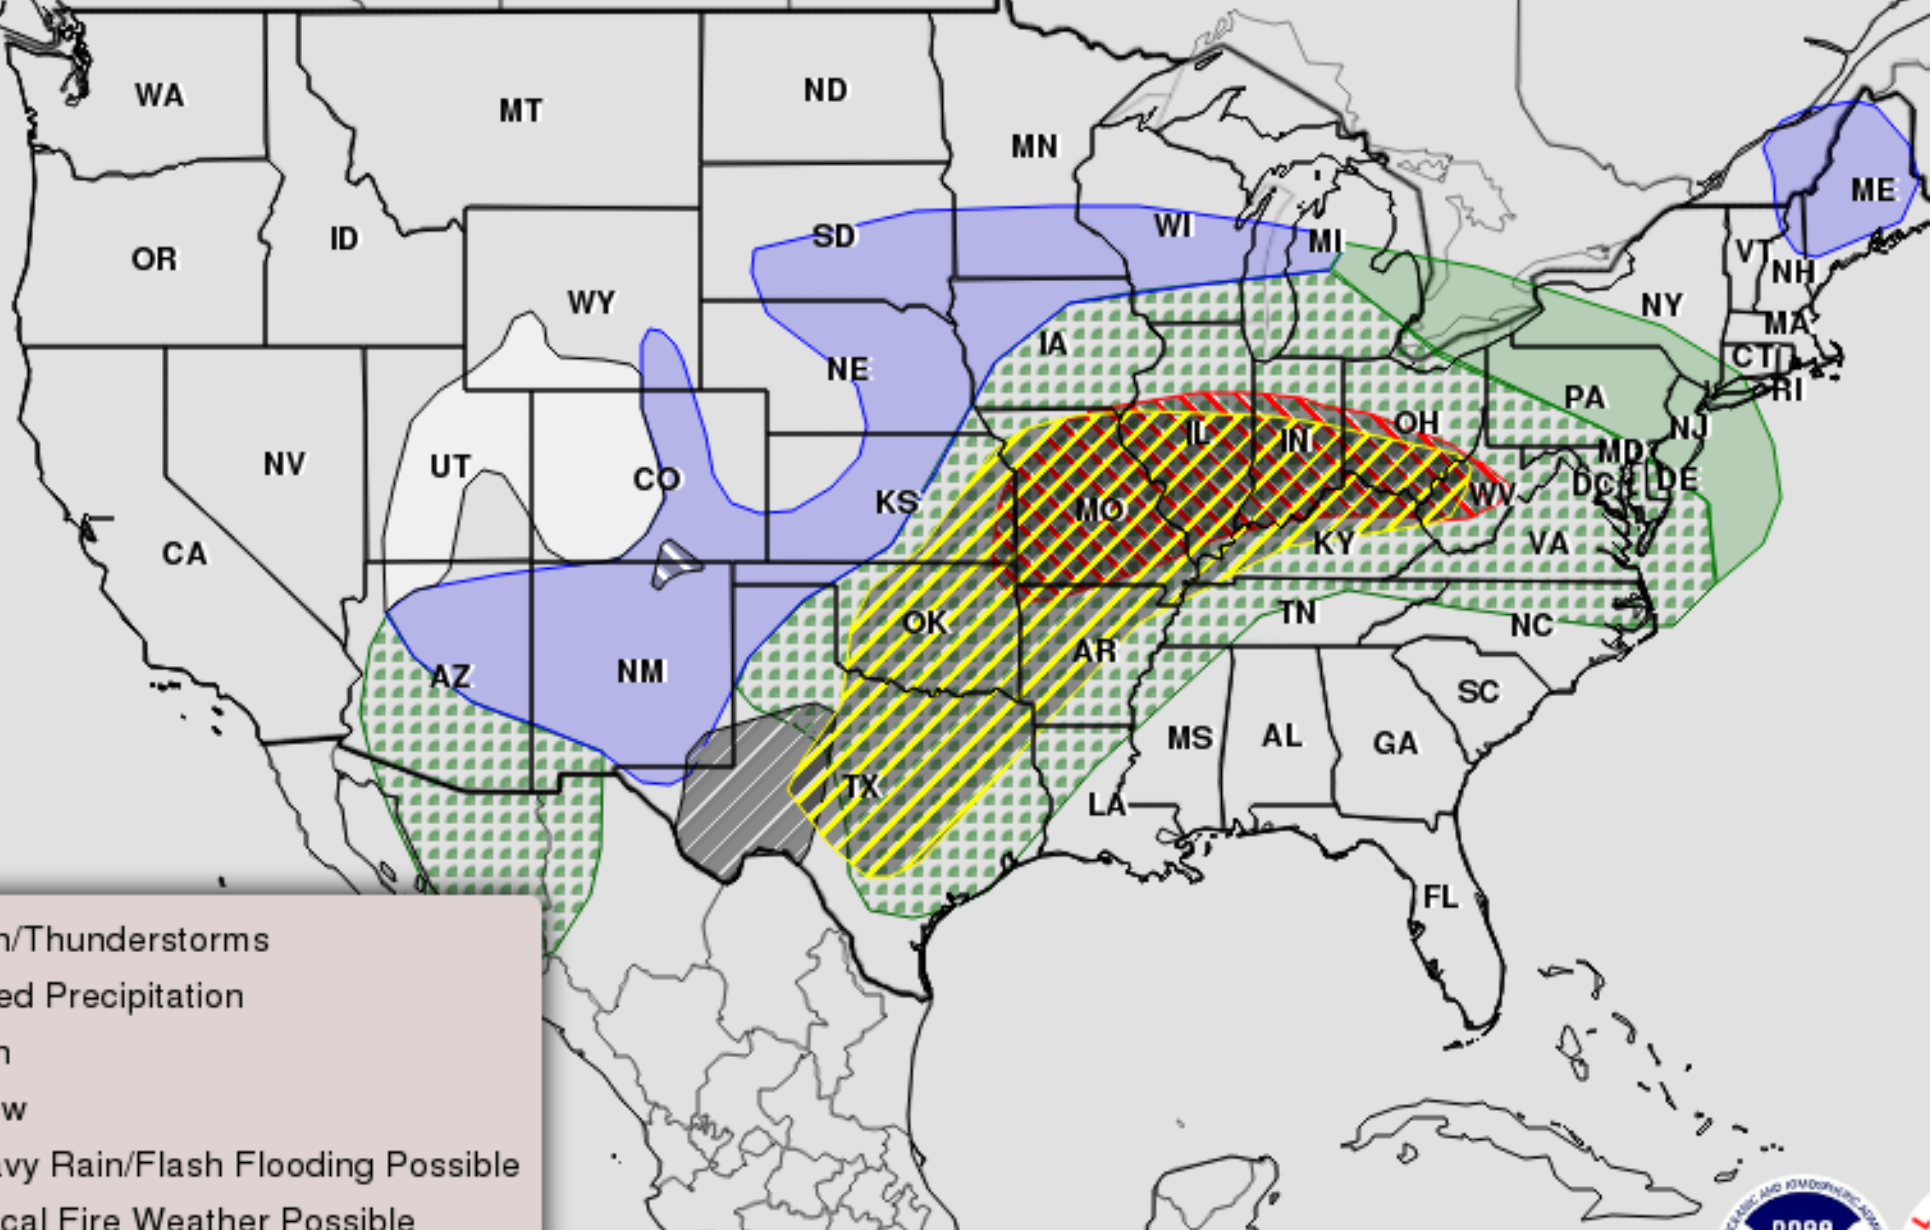 WA
MT
ND
MN
ME
OR
ID
SD
WI
MI
VT
NH
WY
NY
MA
IA
NE
CT
RI
PA
OH
NJ
IL
IN
MD
NV
UT
CO
DE
DC
WV
KS
MO
CA
KY
VA
OK
TN
NC
AR
AZ
NM
SC
MS
AL
GA
TX
LA
FL
n/Thunderstorms
ed Precipitation
n
w
avy Rain/Flash Flooding Possible
cal Fire Weather Possible